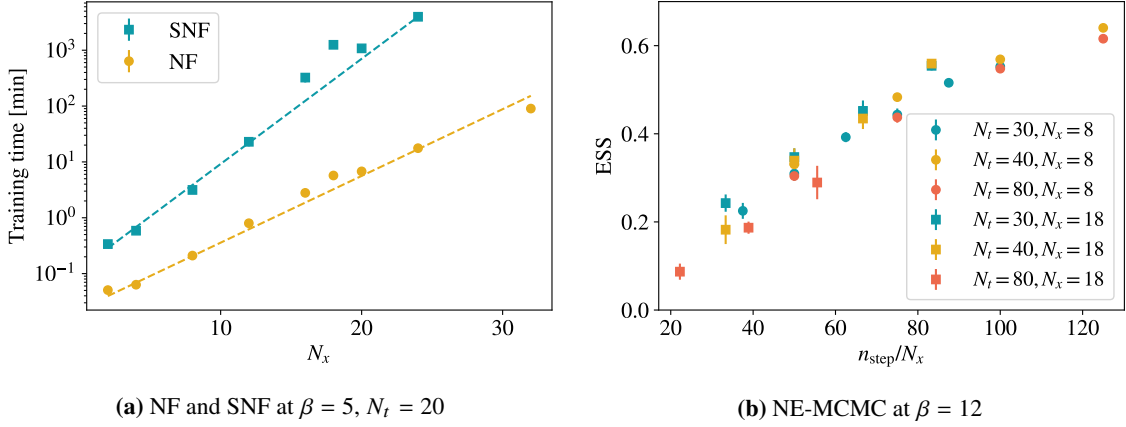 SNF
NF
Training time [min]
10³
10²
10¹
10⁰
10⁻¹
10
20
30
Nₓ
(a) NF and SNF at β = 5, Nₜ = 20
ESS
0.6
0.4
0.2
0.0
Nₜ = 30, Nₓ = 8
Nₜ = 40, Nₓ = 8
Nₜ = 80, Nₓ = 8
Nₜ = 30, Nₓ = 18
Nₜ = 40, Nₓ = 18
Nₜ = 80, Nₓ = 18
20
40
60
80
100
120
n_step/Nₓ
(b) NE-MCMC at β = 12